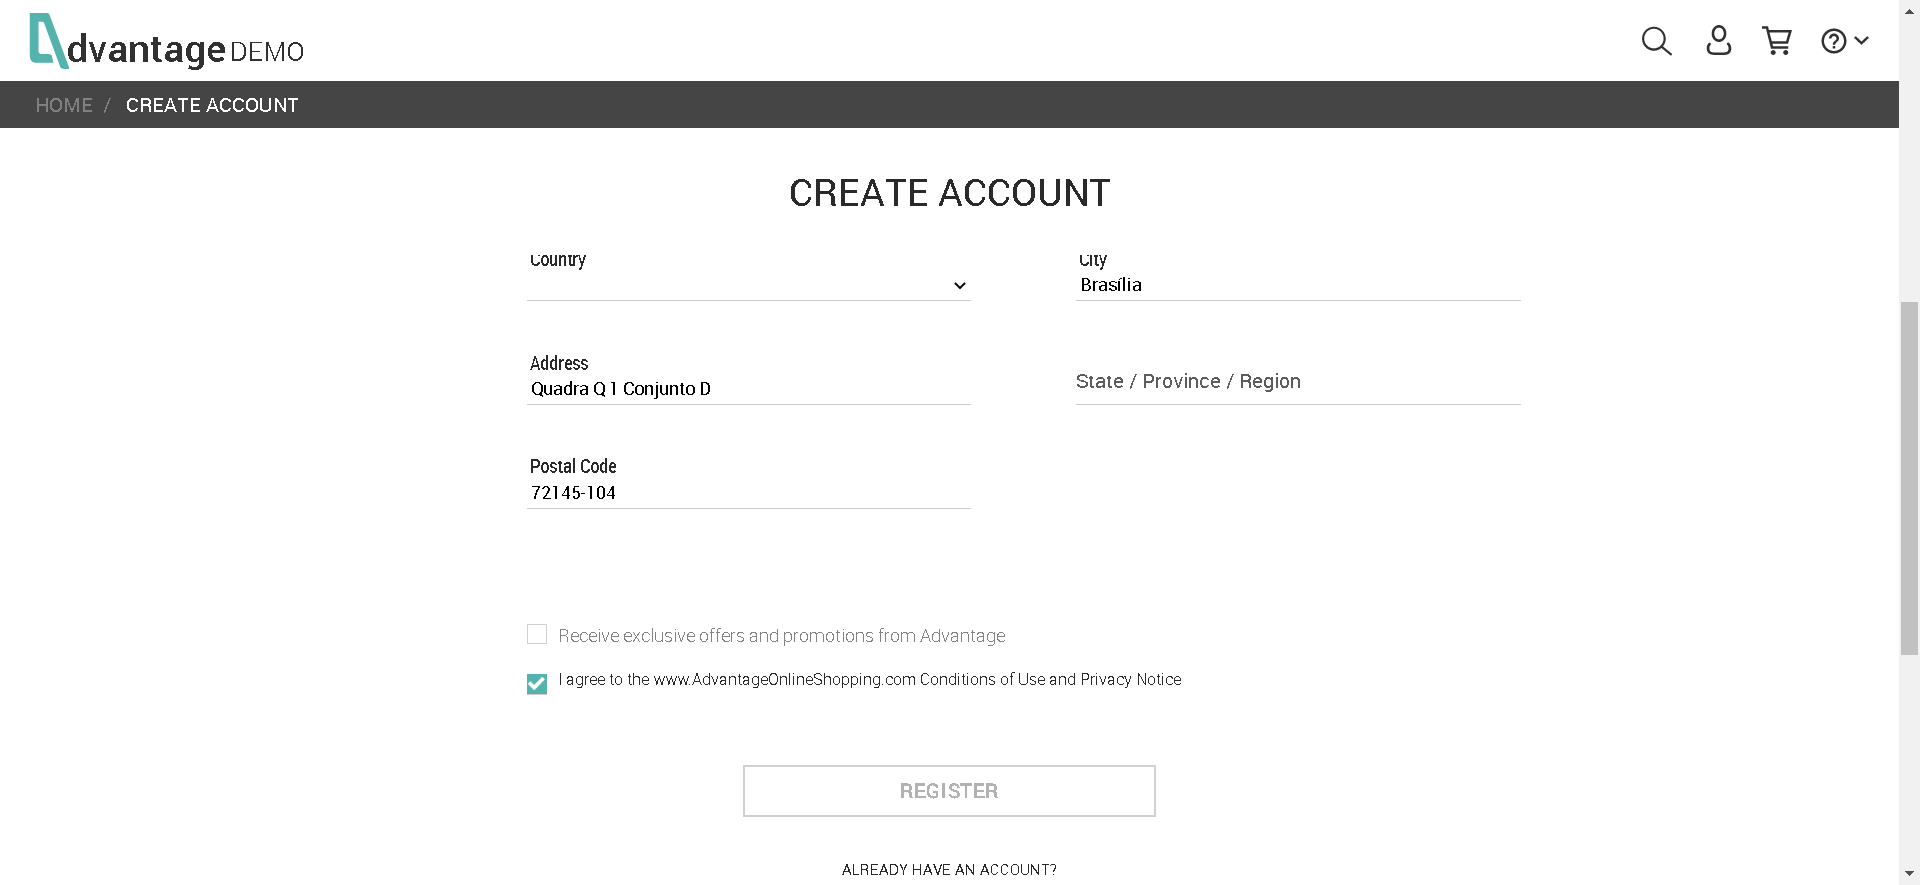 Advantage DEMO
HOME / CREATE ACCOUNT
CREATE ACCOUNT
Country
City
Brasília
Address
Quadra Q 1 Conjunto D
State / Province / Region
Postal Code
72145-104
Receive exclusive offers and promotions from Advantage
I agree to the www.AdvantageOnlineShopping.com Conditions of Use and Privacy Notice
REGISTER
ALREADY HAVE AN ACCOUNT?